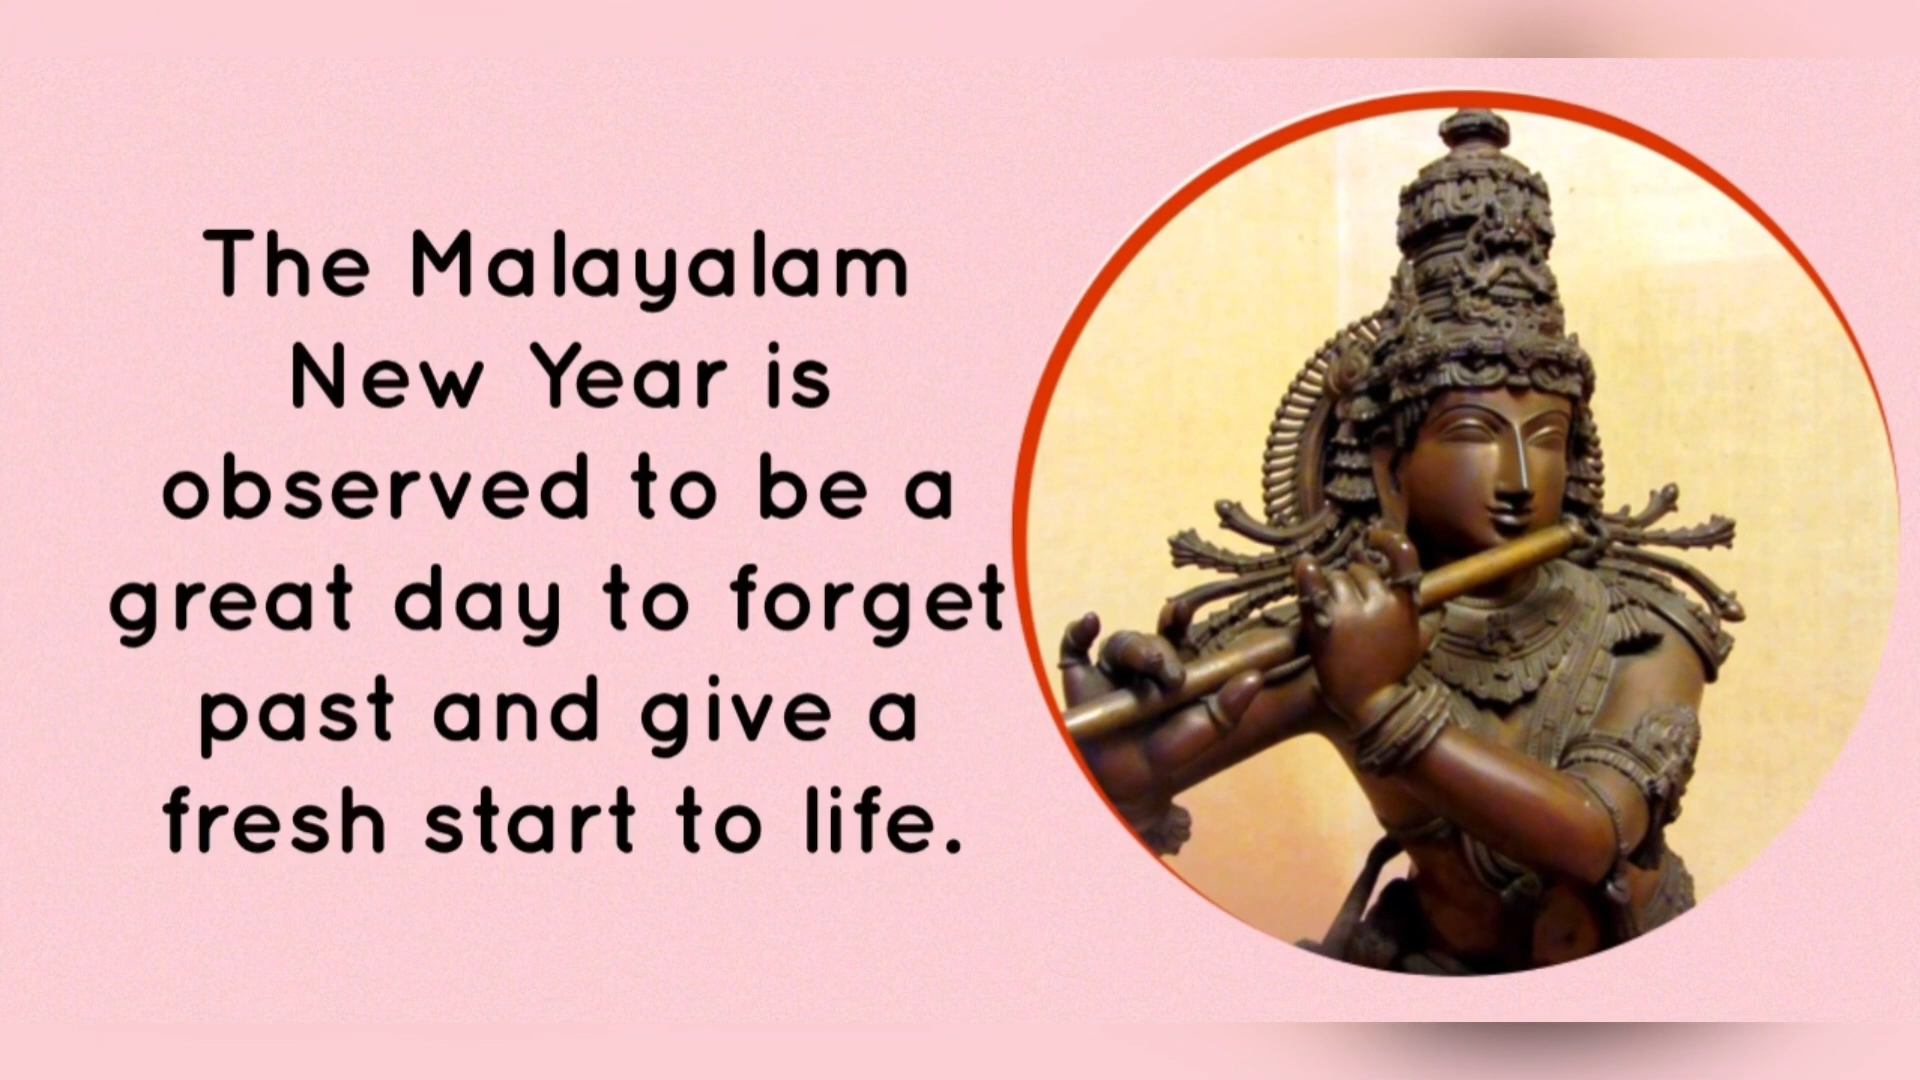 The Malayalam
New Year is
observed to be a
great day to forget
past and give a
fresh start to life.